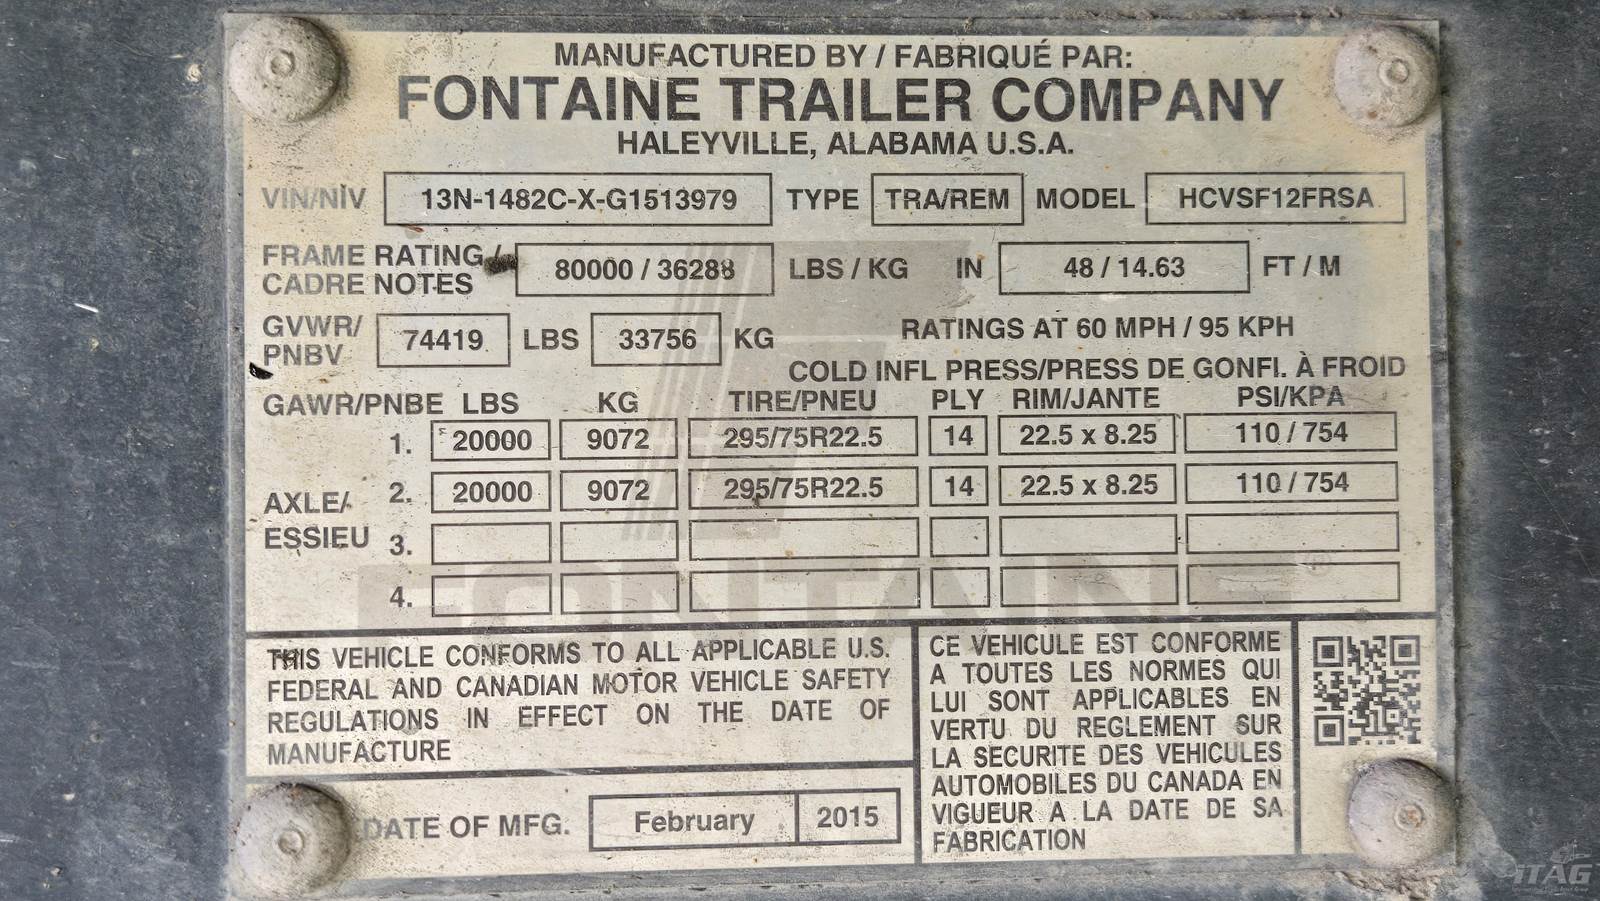 MANUFACTURED BY / FABRIQUÉ PAR:
FONTAINE TRAILER COMPANY
HALEYVILLE, ALABAMA U.S.A.
VIN/NIV 13N-1482C-X-G1513979 TYPE TRA/REM MODEL HCVSF12FRSA
FRAME RATING / CADRE NOTES 80000 / 36288 LBS / KG IN 48 / 14.63 FT / M
GVWR/ PNBV 74419 LBS 33756 KG RATINGS AT 60 MPH / 95 KPH
COLD INFL PRESS/PRESS DE GONFL. À FROID
GAWR/PNBE LBS KG TIRE/PNEU PLY RIM/JANTE PSI/KPA
AXLE/ ESSIEU
1. 20000 9072 295/75R22.5 14 22.5 x 8.25 110 / 754
2. 20000 9072 295/75R22.5 14 22.5 x 8.25 110 / 754
3.
4.
FONTAINE ®
THIS VEHICLE CONFORMS TO ALL APPLICABLE U.S.
FEDERAL AND CANADIAN MOTOR VEHICLE SAFETY
REGULATIONS IN EFFECT ON THE DATE OF
MANUFACTURE
DATE OF MFG. February 2015
CE VEHICULE EST CONFORME
A TOUTES LES NORMES QUI
LUI SONT APPLICABLES EN
VERTU DU REGLEMENT SUR
LA SECURITE DES VEHICULES
AUTOMOBILES DU CANADA EN
VIGUEUR A LA DATE DE SA
FABRICATION
ITAG